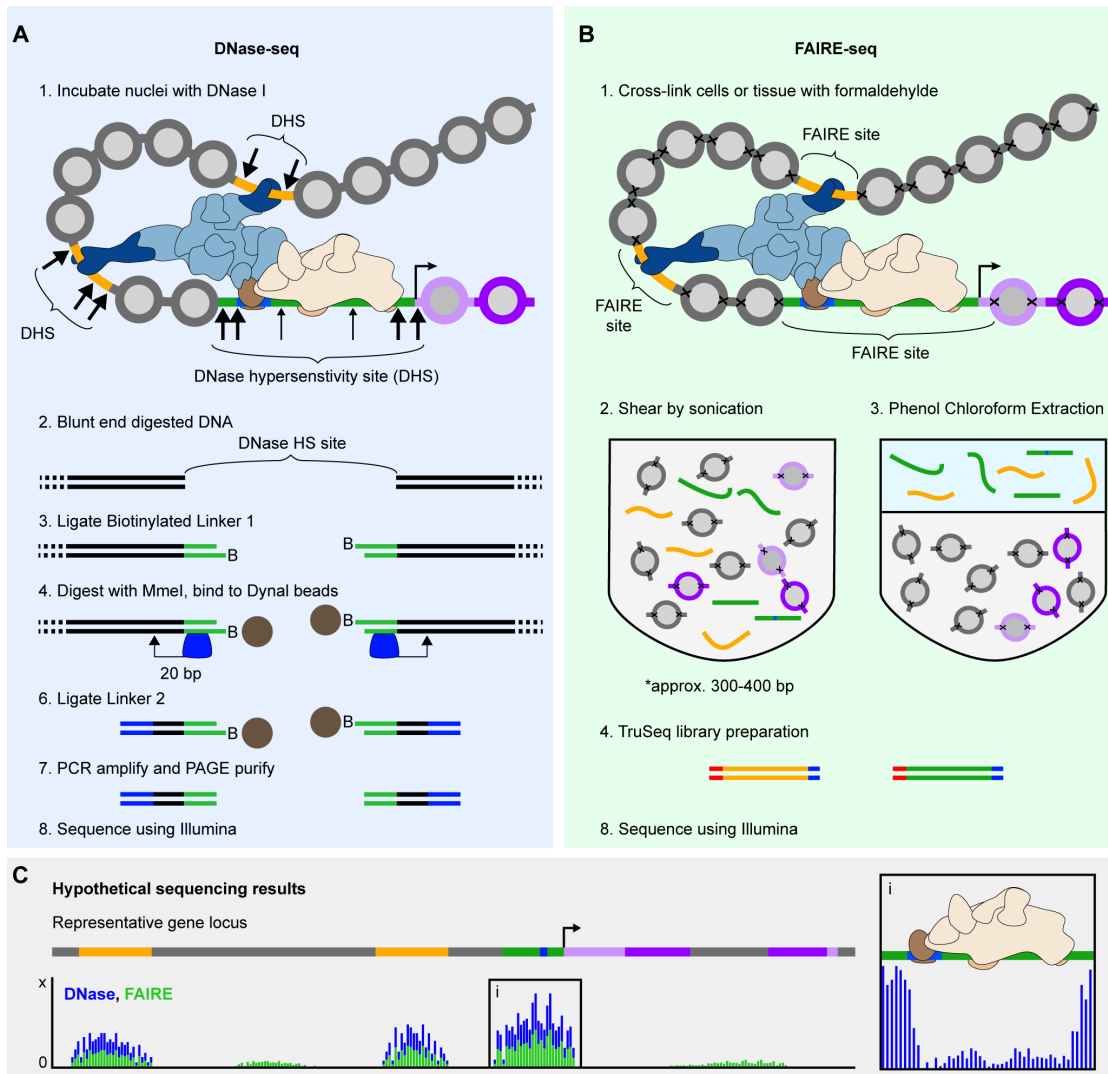 A
DNase-seq
1. Incubate nuclei with DNase I
DHS
DHS
DNase hypersenstivity site (DHS)
2. Blunt end digested DNA
DNase HS site
3. Ligate Biotinylated Linker 1
B
B
4. Digest with MmeI, bind to Dynal beads
B
B
20 bp
6. Ligate Linker 2
B
B
7. PCR amplify and PAGE purify
8. Sequence using Illumina
B
FAIRE-seq
1. Cross-link cells or tissue with formaldehylde
FAIRE site
FAIRE
site
FAIRE site
2. Shear by sonication
3. Phenol Chloroform Extraction
*approx. 300-400 bp
4. TruSeq library preparation
8. Sequence using Illumina
C
Hypothetical sequencing results
Representative gene locus
x
DNase, FAIRE
0
i
i